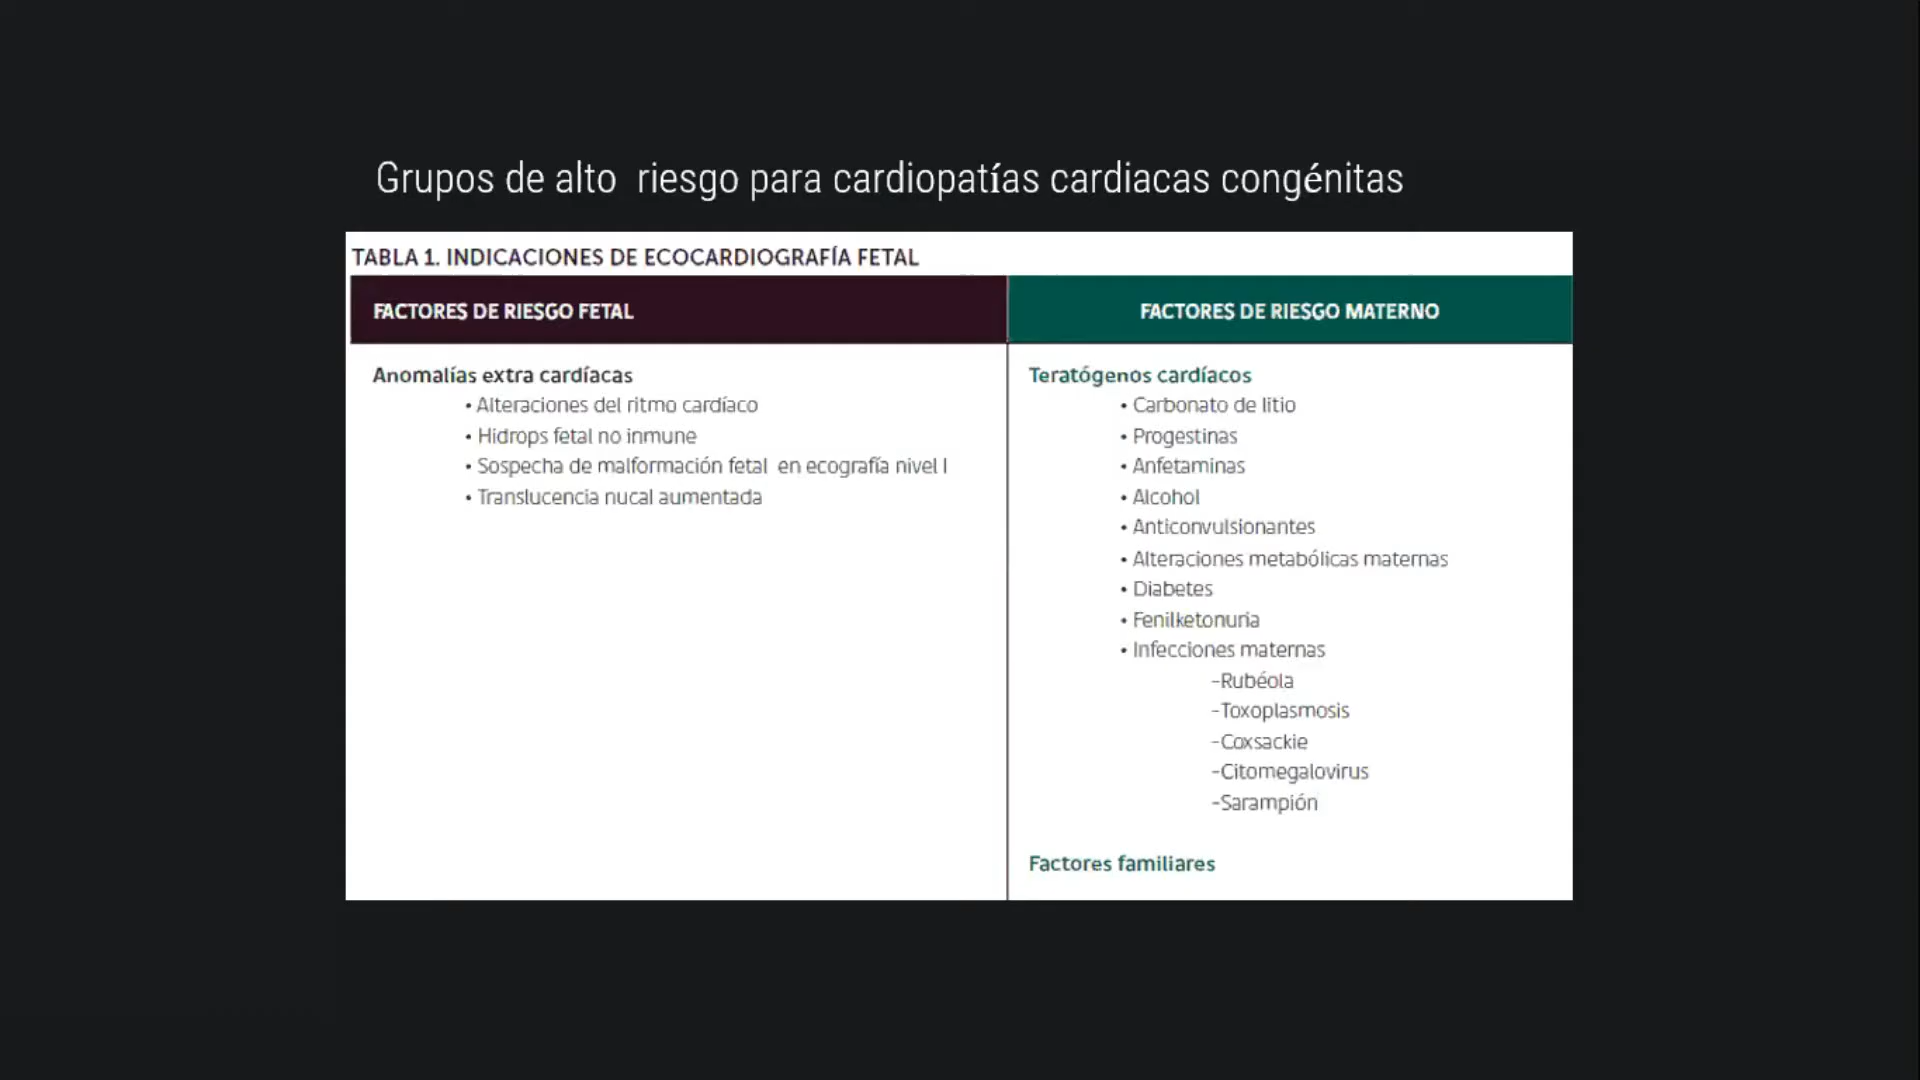 Grupos de alto riesgo para cardiopatías cardiacas congénitas
TABLA 1. INDICACIONES DE ECOCARDIOGRAFÍA FETAL
FACTORES DE RIESGO FETAL
Anomalías extra cardíacas
• Alteraciones del ritmo cardíaco
• Hidrops fetal no inmune
• Sospecha de malformación fetal en ecografía nivel I
• Translucencia nucal aumentada
FACTORES DE RIESGO MATERNO
Teratógenos cardíacos
• Carbonato de litio
• Progestinas
• Anfetaminas
• Alcohol
• Anticonvulsionantes
• Alteraciones metabólicas maternas
• Diabetes
• Fenilketonuria
• Infecciones maternas
-Rubéola
-Toxoplasmosis
-Coxsackie
-Citomegalovirus
-Sarampión
Factores familiares